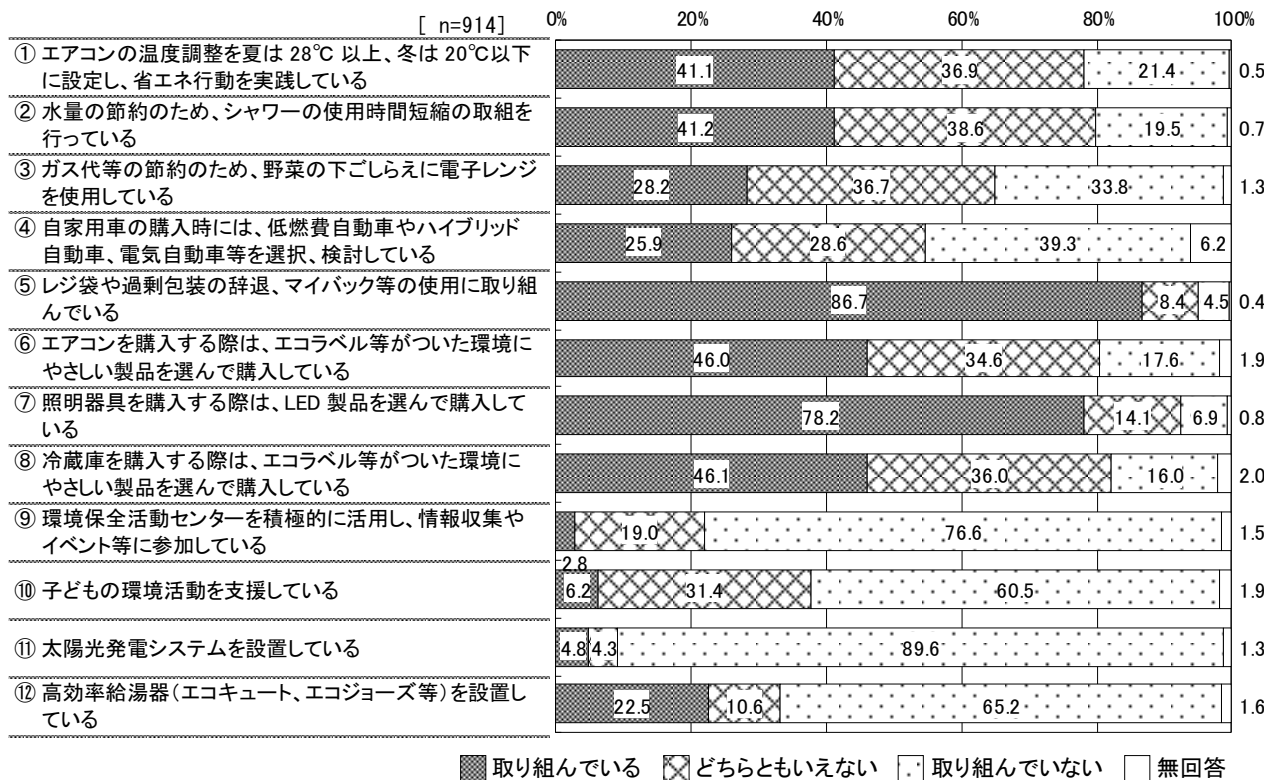 [ n=914]
0% 20% 40% 60% 80% 100%
① エアコンの温度調整を夏は 28℃ 以上、冬は 20℃以下
に設定し、省エネ行動を実践している
41.1 36.9 21.4 0.5
② 水量の節約のため、シャワーの使用時間短縮の取組を
行っている
41.2 38.6 19.5 0.7
③ ガス代等の節約のため、野菜の下ごしらえに電子レンジ
を使用している
28.2 36.7 33.8 1.3
④ 自家用車の購入時には、低燃費自動車やハイブリッド
自動車、電気自動車等を選択、検討している
25.9 28.6 39.3 6.2
⑤ レジ袋や過剰包装の辞退、マイバック等の使用に取り組
んでいる
86.7 8.4 4.5 0.4
⑥ エアコンを購入する際は、エコラベル等がついた環境に
やさしい製品を選んで購入している
46.0 34.6 17.6 1.9
⑦ 照明器具を購入する際は、LED 製品を選んで購入して
いる
78.2 14.1 6.9 0.8
⑧ 冷蔵庫を購入する際は、エコラベル等がついた環境に
やさしい製品を選んで購入している
46.1 36.0 16.0 2.0
⑨ 環境保全活動センターを積極的に活用し、情報収集や
イベント等に参加している
2.8 19.0 76.6 1.5
⑩ 子どもの環境活動を支援している
6.2 31.4 60.5 1.9
⑪ 太陽光発電システムを設置している
4.8 4.3 89.6 1.3
⑫ 高効率給湯器(エコキュート、エコジョーズ等)を設置し
ている
22.5 10.6 65.2 1.6
取り組んでいる どちらともいえない 取り組んでいない 無回答